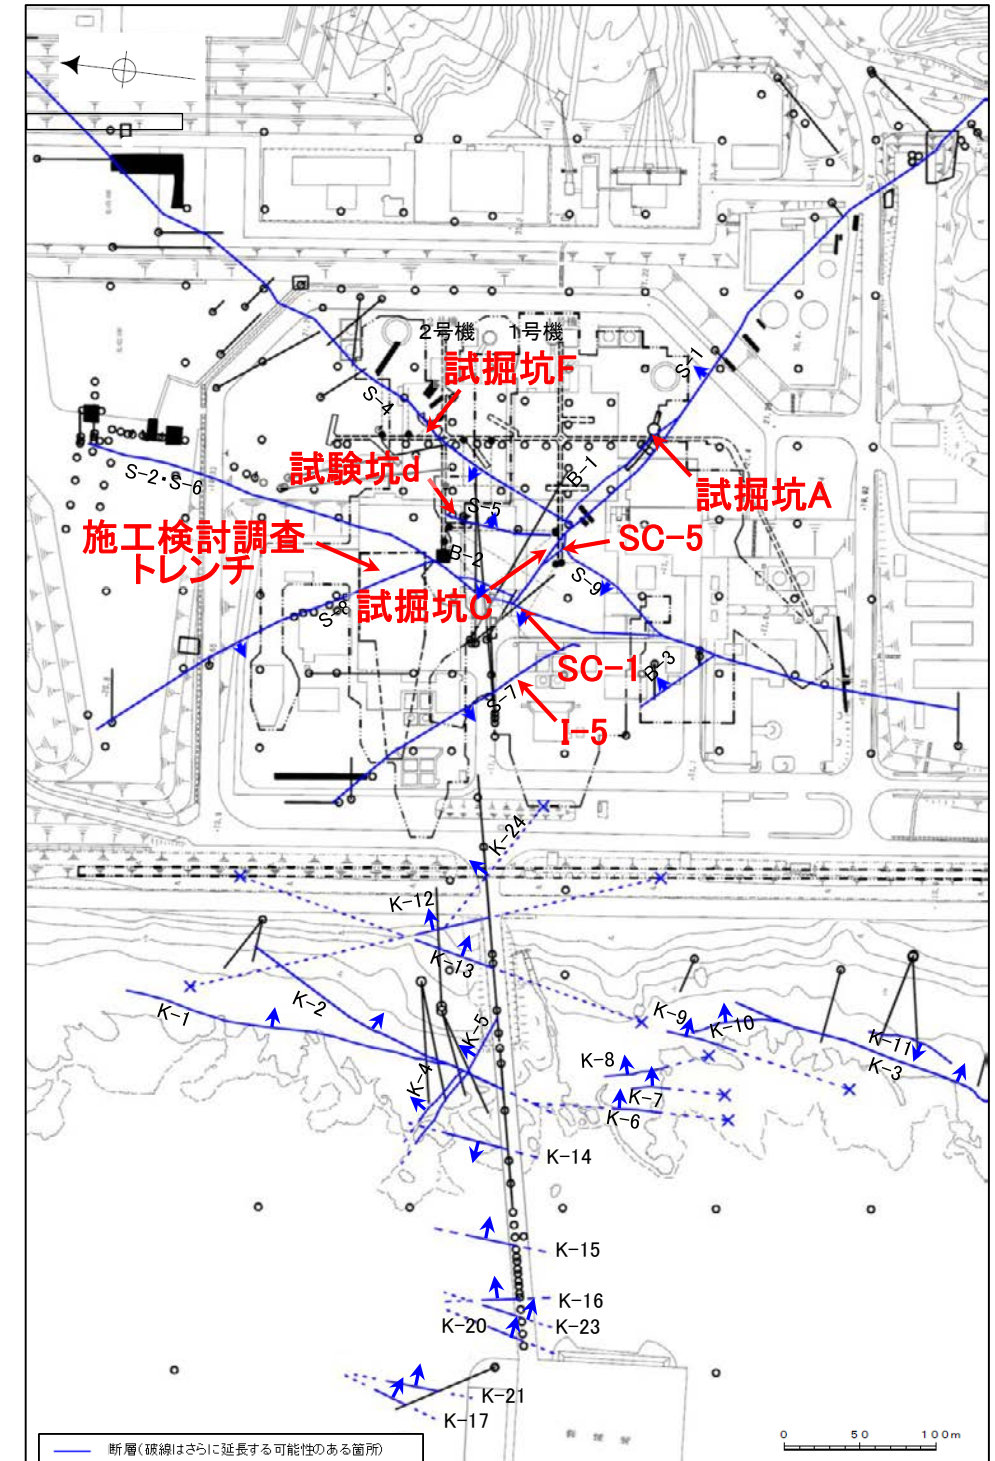 2号機
1号機
試掘坑F
S-1
S-4
試験坑d
B-1
S-2・S-6
S-5
試掘坑A
施工検討調査
トレンチ
SC-5
B-2
S-9
S-8
試掘坑C
SC-1
B-3
S-7
I-5
K-24
K-12
K-13
K-2
K-1
K-5
K-9
K-10
K-11
K-3
K-4
K-8
K-7
K-6
K-14
K-15
K-16
K-20
K-23
K-21
K-17
0 50 100m
断層(破線はさらに延長する可能性のある箇所)